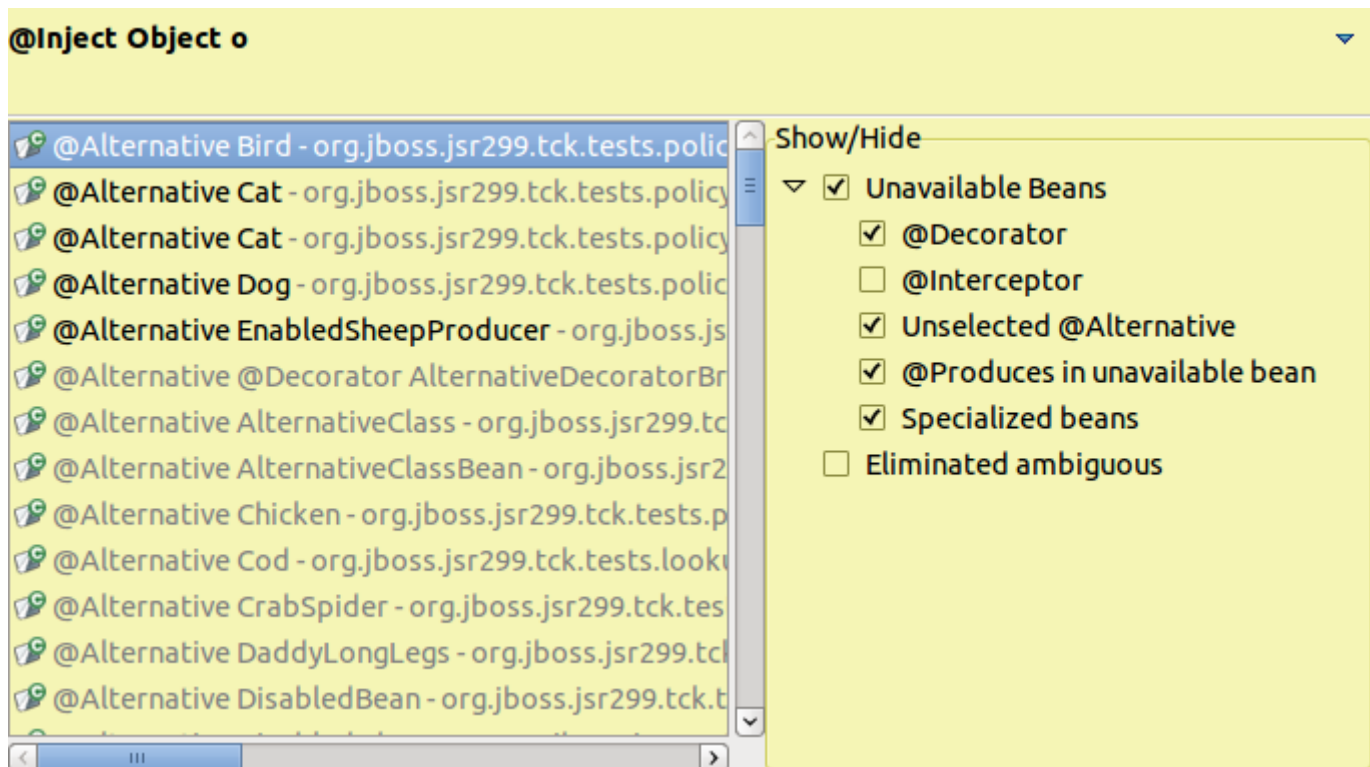 @Inject Object o
@Alternative Bird - org.jboss.jsr299.tck.tests.polic
@Alternative Cat - org.jboss.jsr299.tck.tests.policy
@Alternative Cat - org.jboss.jsr299.tck.tests.policy
@Alternative Dog - org.jboss.jsr299.tck.tests.polic
@Alternative EnabledSheepProducer - org.jboss.js
@Alternative @Decorator AlternativeDecoratorBr
@Alternative AlternativeClass - org.jboss.jsr299.tc
@Alternative AlternativeClassBean - org.jboss.jsr2
@Alternative Chicken - org.jboss.jsr299.tck.tests.p
@Alternative Cod - org.jboss.jsr299.tck.tests.looku
@Alternative CrabSpider - org.jboss.jsr299.tck.tes
@Alternative DaddyLongLegs - org.jboss.jsr299.tck
@Alternative DisabledBean - org.jboss.jsr299.tck.t
Show/Hide
Unavailable Beans
@Decorator
@Interceptor
Unselected @Alternative
@Produces in unavailable bean
Specialized beans
Eliminated ambiguous